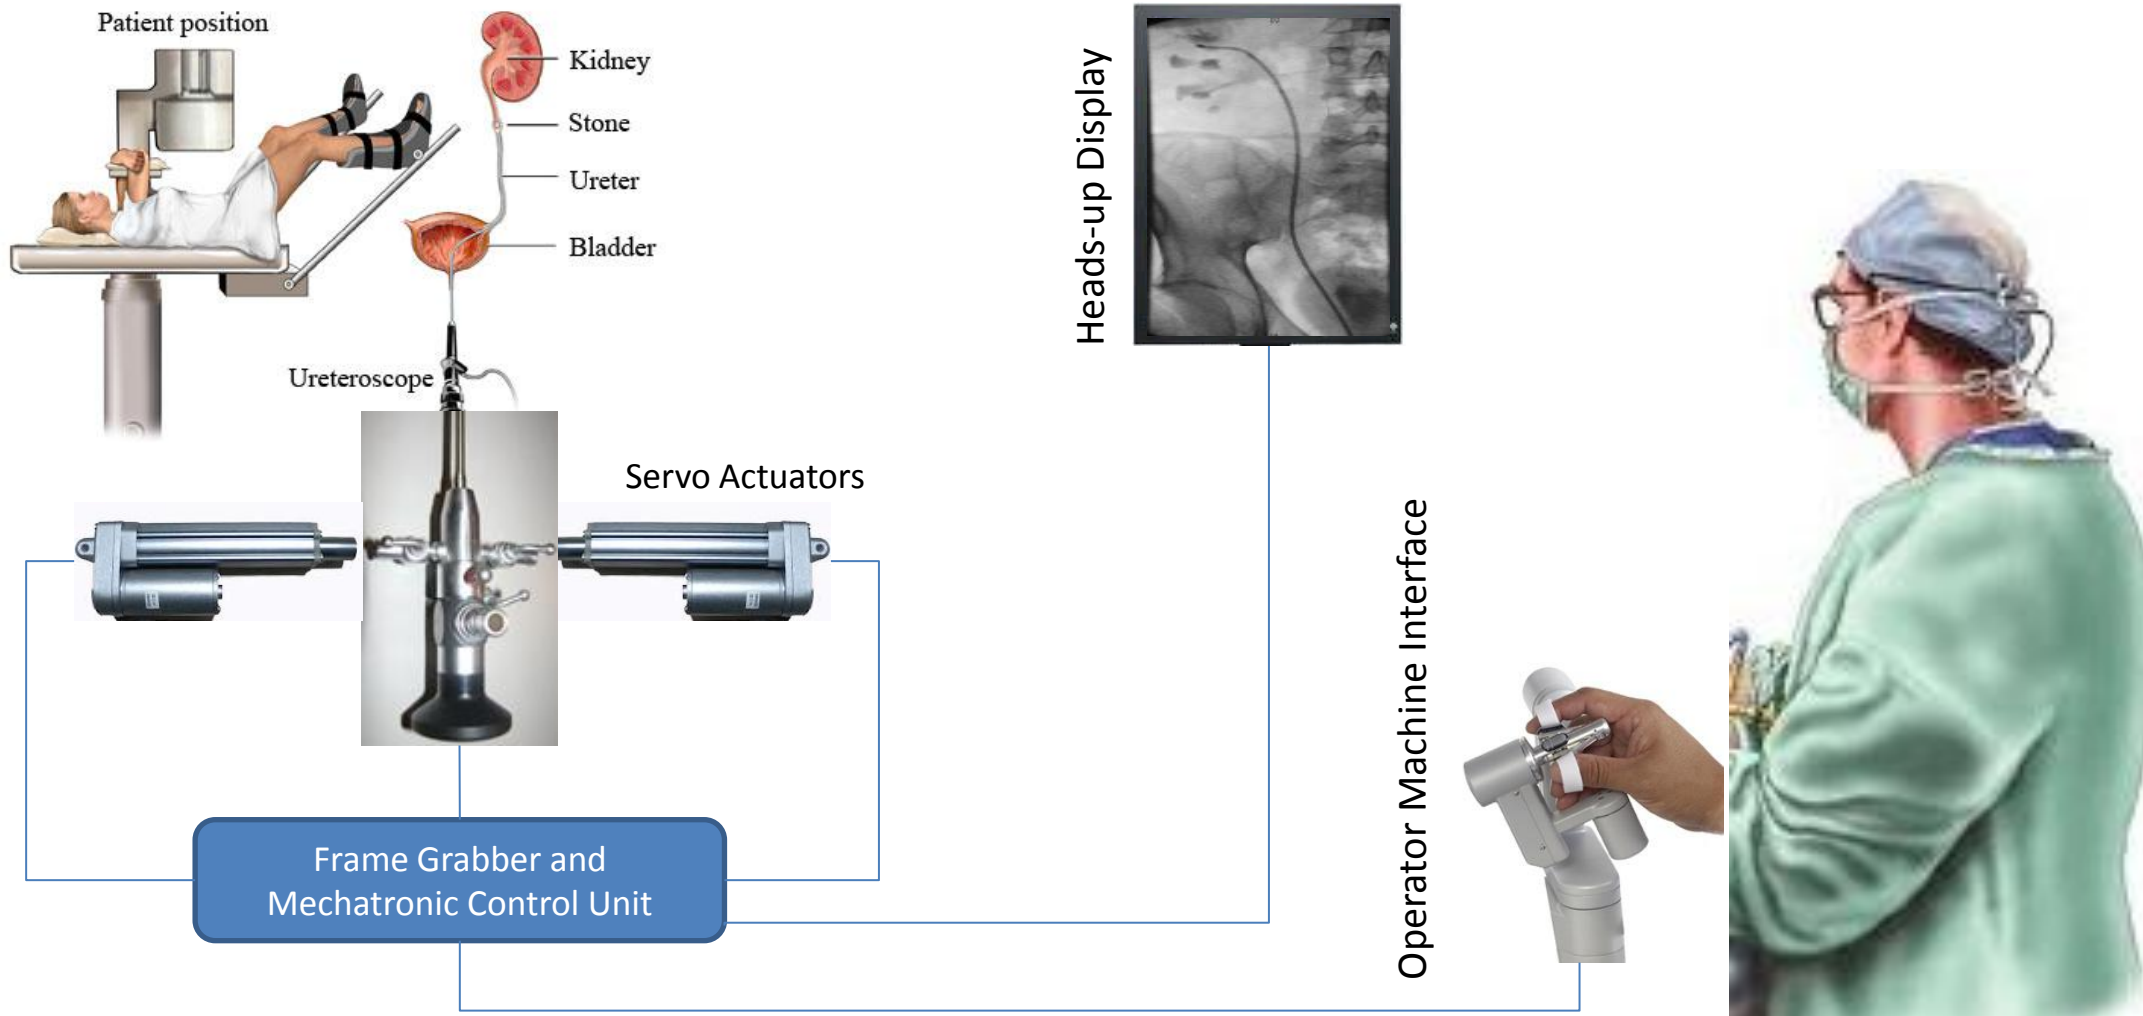 Patient position
Kidney
Stone
Ureter
Bladder
Ureteroscope
Servo Actuators
Frame Grabber and
Mechatronic Control Unit
Heads-up Display
Operator Machine Interface